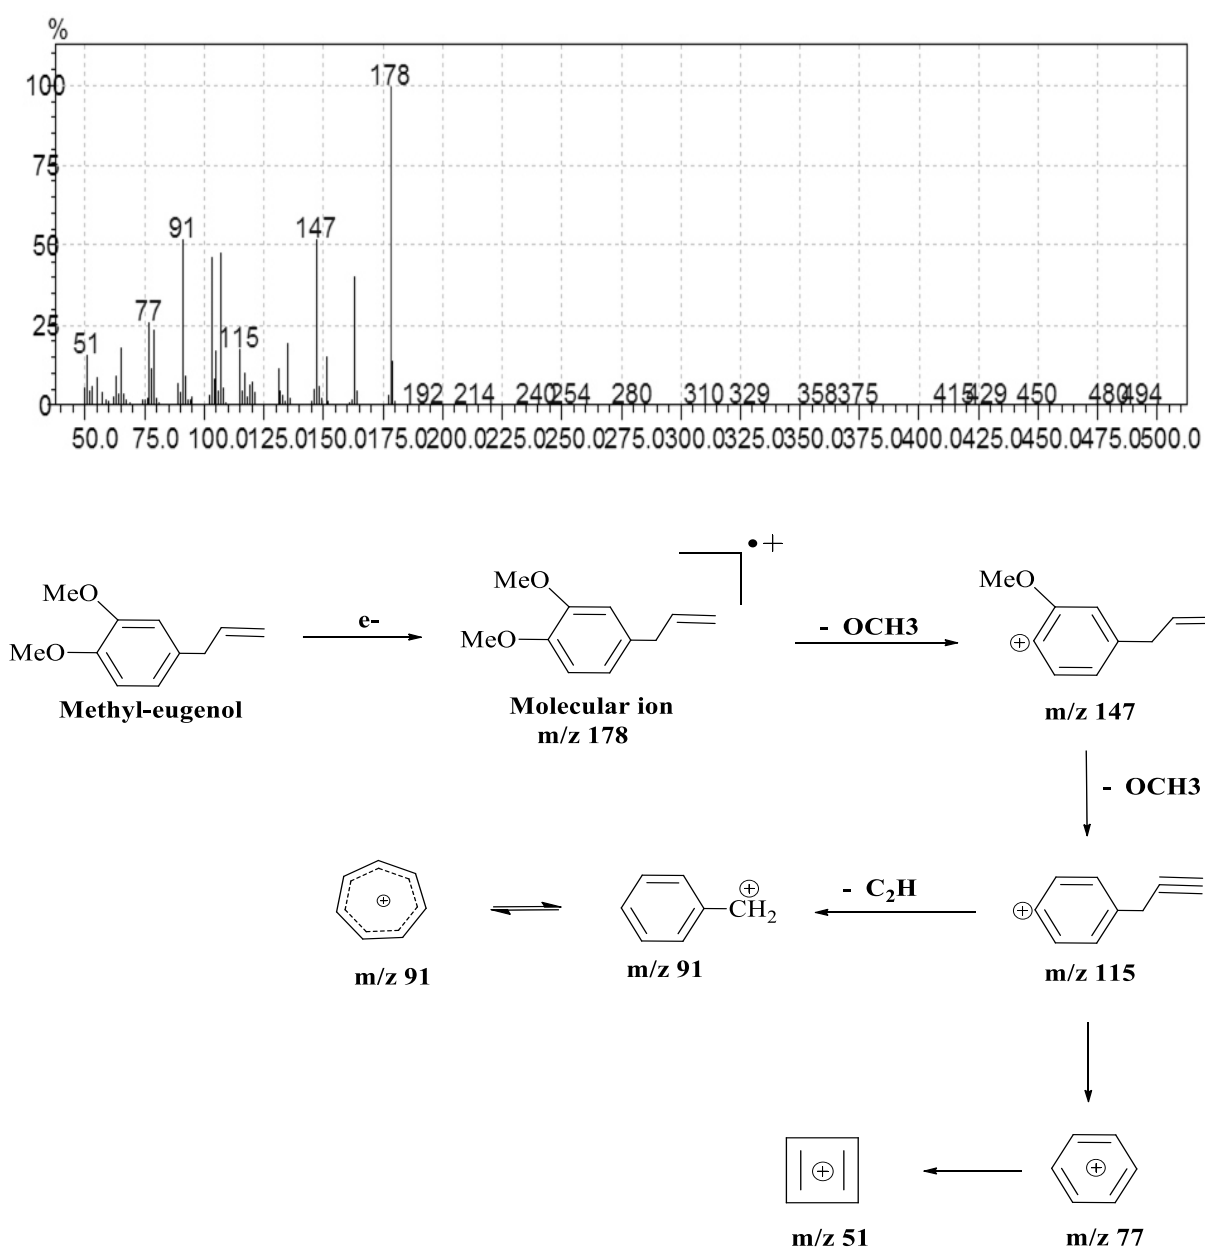 %
100
178
75
91
147
50
77
25
51
115
0
192 214 240 254 280 310 329 358 375 415 429 450 480 494
50.0 75.0 100.0 125.0 150.0 175.0 200.0 225.0 250.0 275.0 300.0 325.0 350.0 375.0 400.0 425.0 450.0 475.0 500.0
MeO
MeO
Methyl-eugenol
e-
MeO
MeO
•+
Molecular ion
m/z 178
- OCH3
MeO
+
m/z 147
- OCH3
+
m/z 91
+
CH2
m/z 91
- C2H
+
m/z 115
+
m/z 51
+
m/z 77